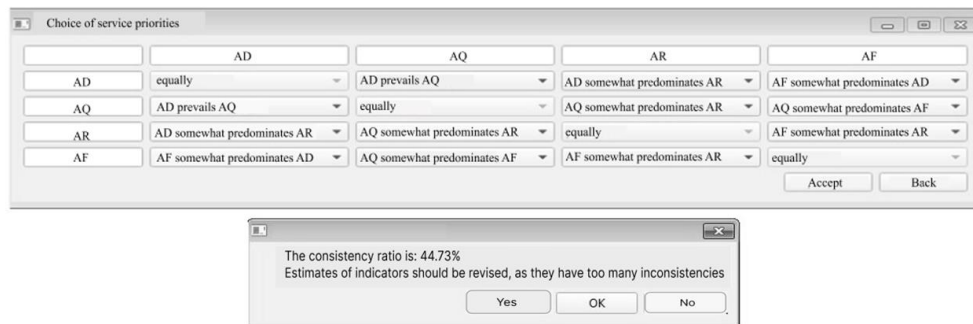 Choice of service priorities
AD AQ AR AF
AD equally AD prevails AQ AD somewhat predominates AR AF somewhat predominates AD
AQ AD prevails AQ equally AQ somewhat predominates AR AQ somewhat predominates AF
AR AD somewhat predominates AR AQ somewhat predominates AR equally AF somewhat predominates AR
AF AF somewhat predominates AD AQ somewhat predominates AF AF somewhat predominates AR equally
Accept Back
The consistency ratio is: 44.73%
Estimates of indicators should be revised, as they have too many inconsistencies
Yes OK No